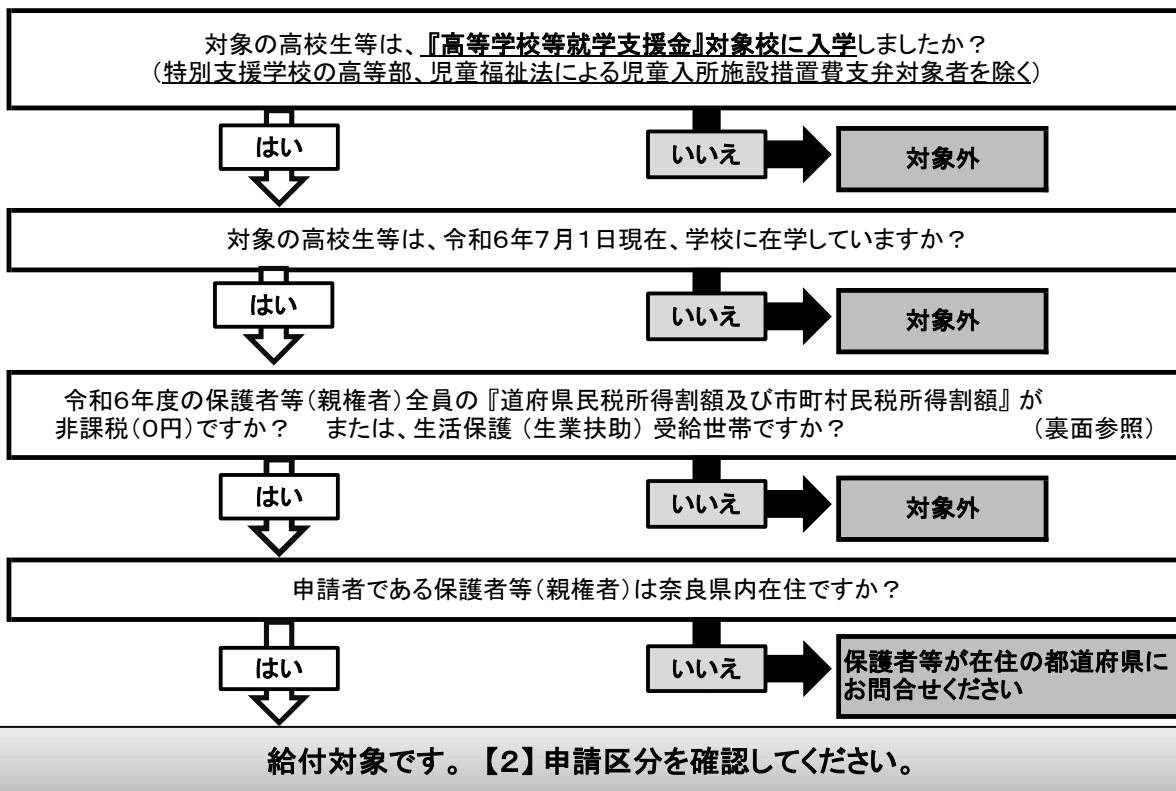 対象の高校生等は、『高等学校等就学支援金』対象校に入学しましたか？
（特別支援学校の高等部、児童福祉法による児童入所施設措置費支弁対象者を除く）
はい
いいえ
対象外
対象の高校生等は、令和６年７月１日現在、学校に在学していますか？
はい
いいえ
対象外
令和６年度の保護者等（親権者）全員の『道府県民税所得割額及び市町村民税所得割額』が
非課税（０円）ですか？　または、生活保護（生業扶助）受給世帯ですか？　（裏面参照）
はい
いいえ
対象外
申請者である保護者等（親権者）は奈良県内在住ですか？
はい
いいえ
保護者等が在住の都道府県に
お問合せください
給付対象です。【２】申請区分を確認してください。